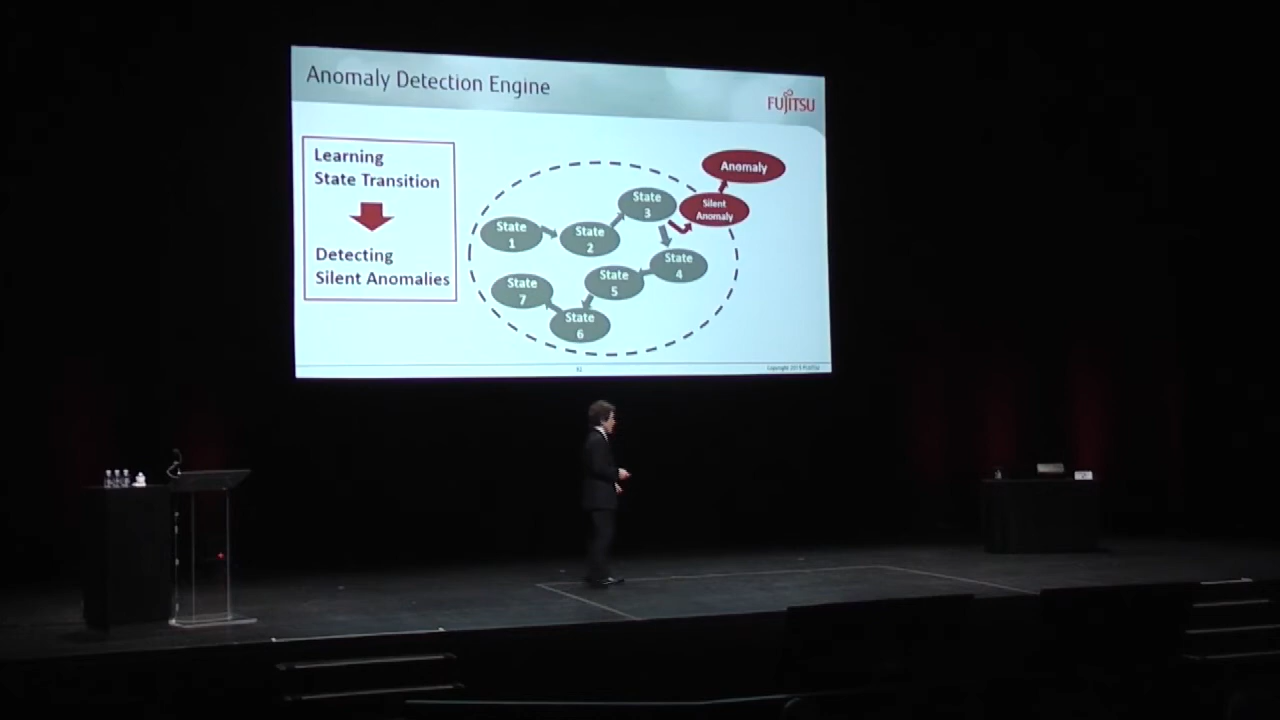 Anomaly Detection Engine
FUJITSU
Learning
State Transition
Detecting
Silent Anomalies
Anomaly
Silent
Anomaly
State
3
State
1
State
2
State
4
State
5
State
7
State
6